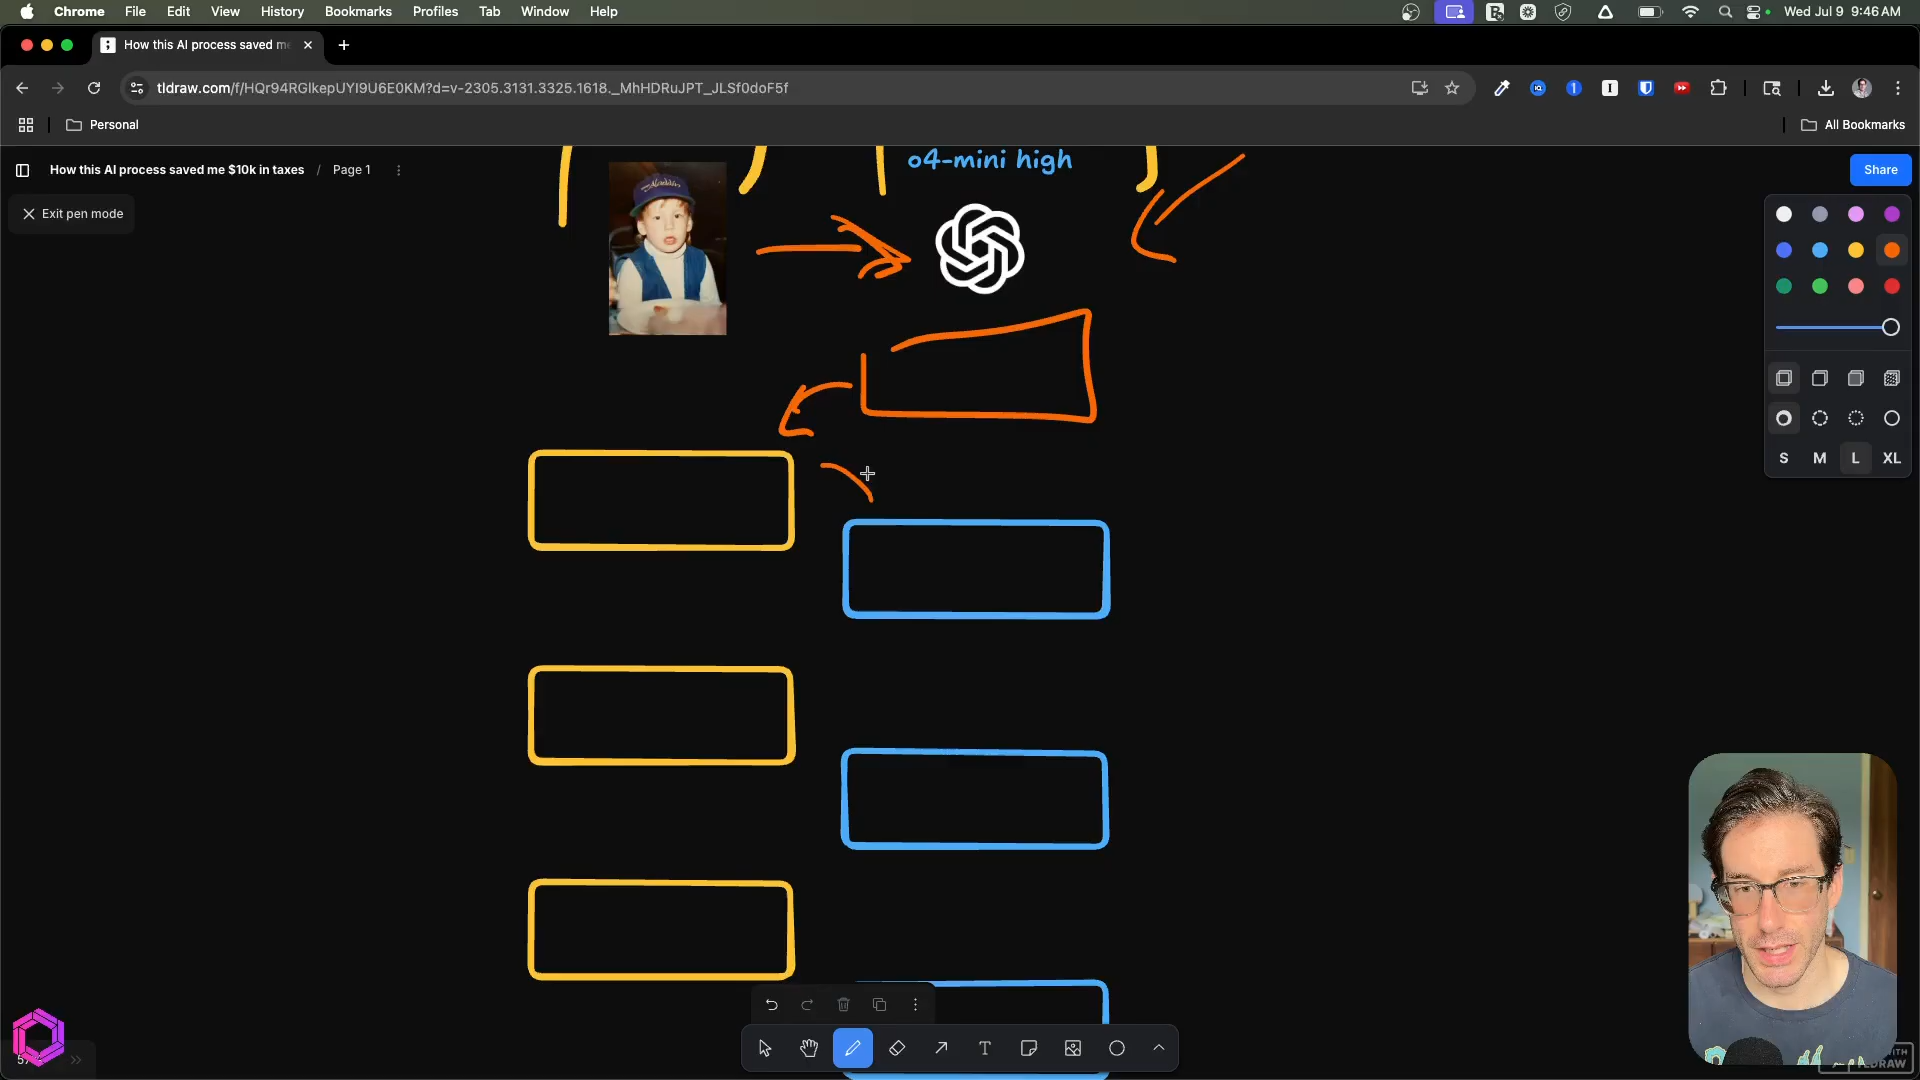 Chrome File Edit View History Bookmarks Profiles Tab Window Help Wed Jul 9 9:46 AM
How this AI process saved me
tldraw.com/f/HQr94RGlkepUYI9U6E0KM?d=v-2305.3131.3325.1618._MhHDRuJPT_JLSf0doF5f
Personal All Bookmarks
How this AI process saved me $10k in taxes / Page 1 Share
Exit pen mode
o4-mini high
S M L XL